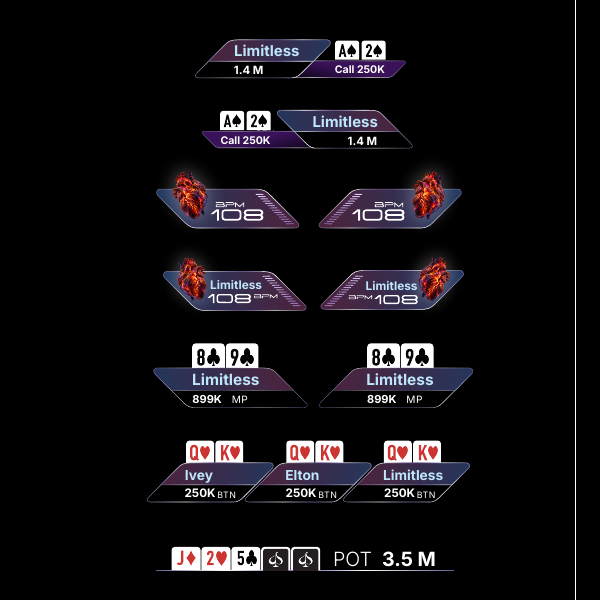 Limitless A♠ 2♠
1.4 M Call 250K
A♠ 2♠ Limitless
Call 250K 1.4 M
BPM
108
BPM
108
Limitless
108 BPM
Limitless
BPM 108
8♣ 9♣
Limitless
899K MP
8♣ 9♣
Limitless
899K MP
Q♥ K♥
Ivey
250K BTN
Q♥ K♥
Elton
250K BTN
Q♥ K♥
Limitless
250K BTN
J♦ 2♥ 5♣ POT 3.5 M